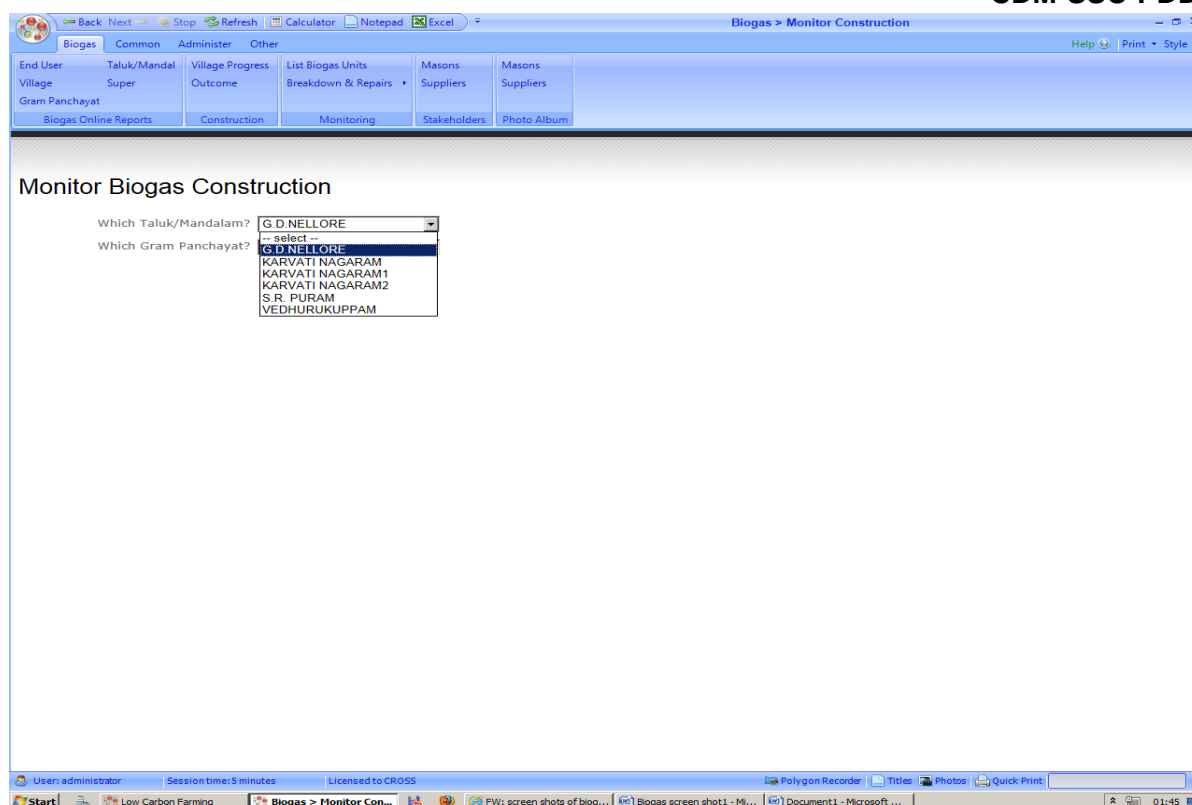 Back Next Stop Refresh Calculator Notepad Excel Biogas > Monitor Construction
Biogas Common Administer Other Help Print Style
End User Taluk/Mandal Village Progress List Biogas Units Masons Masons
Village Super Outcome Breakdown & Repairs Suppliers Suppliers
Gram Panchayat
Biogas Online Reports Construction Monitoring Stakeholders Photo Album
Monitor Biogas Construction
Which Taluk/Mandalam? G.D.NELLORE
-- select --
Which Gram Panchayat? G.D.NELLORE
KARVATI NAGARAM
KARVATI NAGARAM1
KARVATI NAGARAM2
S.R. PURAM
VEDHURUKUPPAM
User: administrator Session time: 5 minutes Licensed to CROSS Polygon Recorder Titles Photos Quick Print
Start Low Carbon Farming Biogas > Monitor Con... FW: screen shots of biog... Biogas screen shot1 - Mi... Document1 - Microsoft ... 01:45